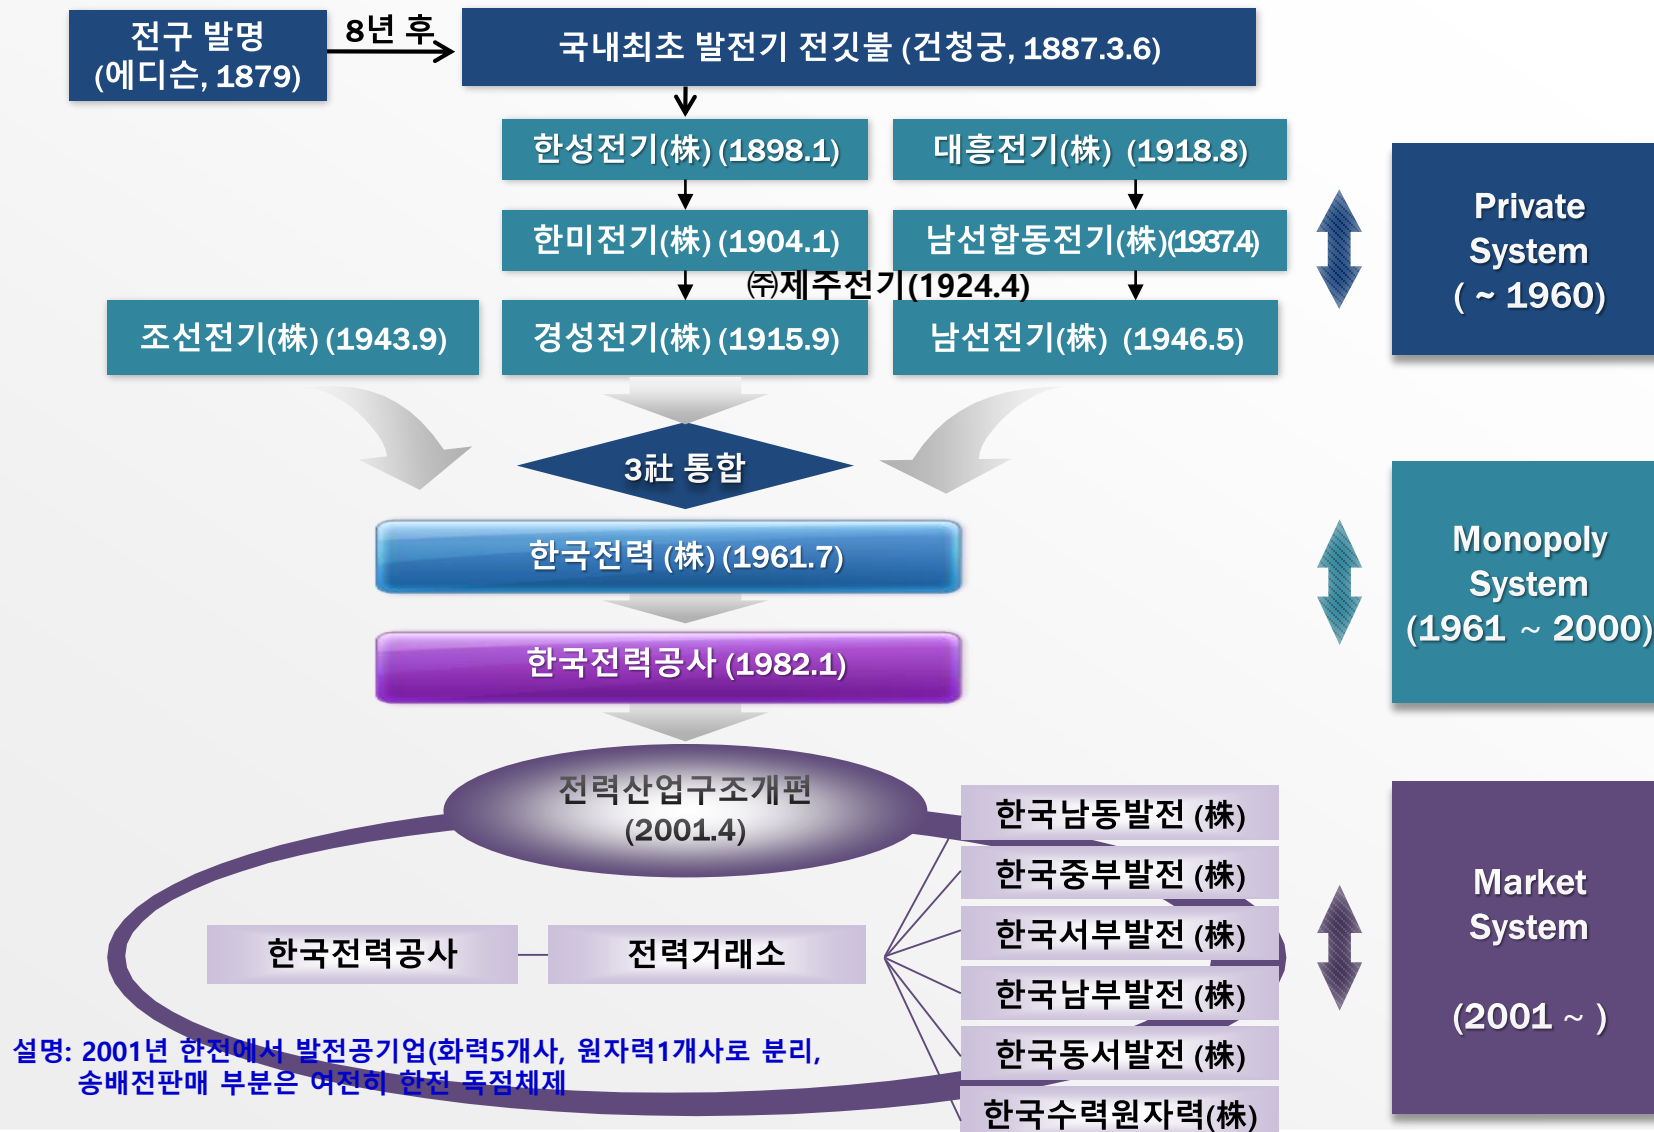 전구 발명
(에디슨, 1879)
8년 후
국내최초 발전기 전깃불 (건청궁, 1887.3.6)
한성전기(株) (1898.1)
대흥전기(株) (1918.8)
한미전기(株) (1904.1)
남선합동전기(株)(1937.4)
㈜제주전기(1924.4)
조선전기(株) (1943.9)
경성전기(株) (1915.9)
남선전기(株) (1946.5)
Private
System
( ~ 1960)
3社 통합
한국전력 (株) (1961.7)
한국전력공사 (1982.1)
Monopoly
System
(1961 ~ 2000)
전력산업구조개편
(2001.4)
한국전력공사
전력거래소
한국남동발전 (株)
한국중부발전 (株)
한국서부발전 (株)
한국남부발전 (株)
한국동서발전 (株)
한국수력원자력(株)
Market
System
(2001 ~ )
설명: 2001년 한전에서 발전공기업(화력5개사, 원자력1개사로 분리,
송배전판매 부분은 여전히 한전 독점체제